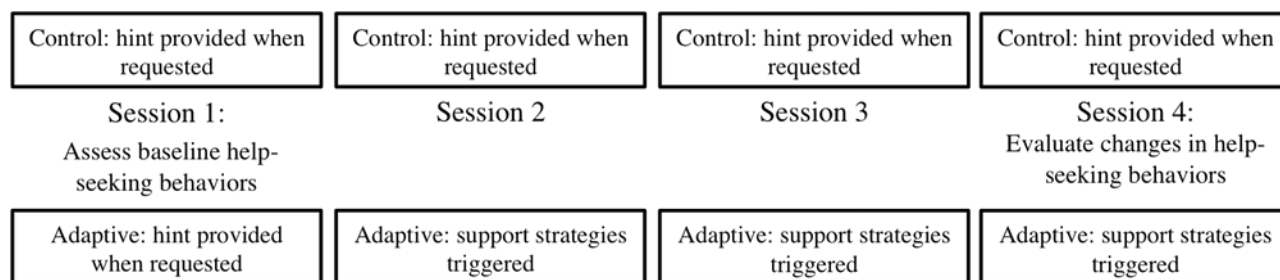 Control: hint provided when
requested
Control: hint provided when
requested
Control: hint provided when
requested
Control: hint provided when
requested
Session 1:
Assess baseline help-
seeking behaviors
Session 2
Session 3
Session 4:
Evaluate changes in help-
seeking behaviors
Adaptive: hint provided
when requested
Adaptive: support strategies
triggered
Adaptive: support strategies
triggered
Adaptive: support strategies
triggered